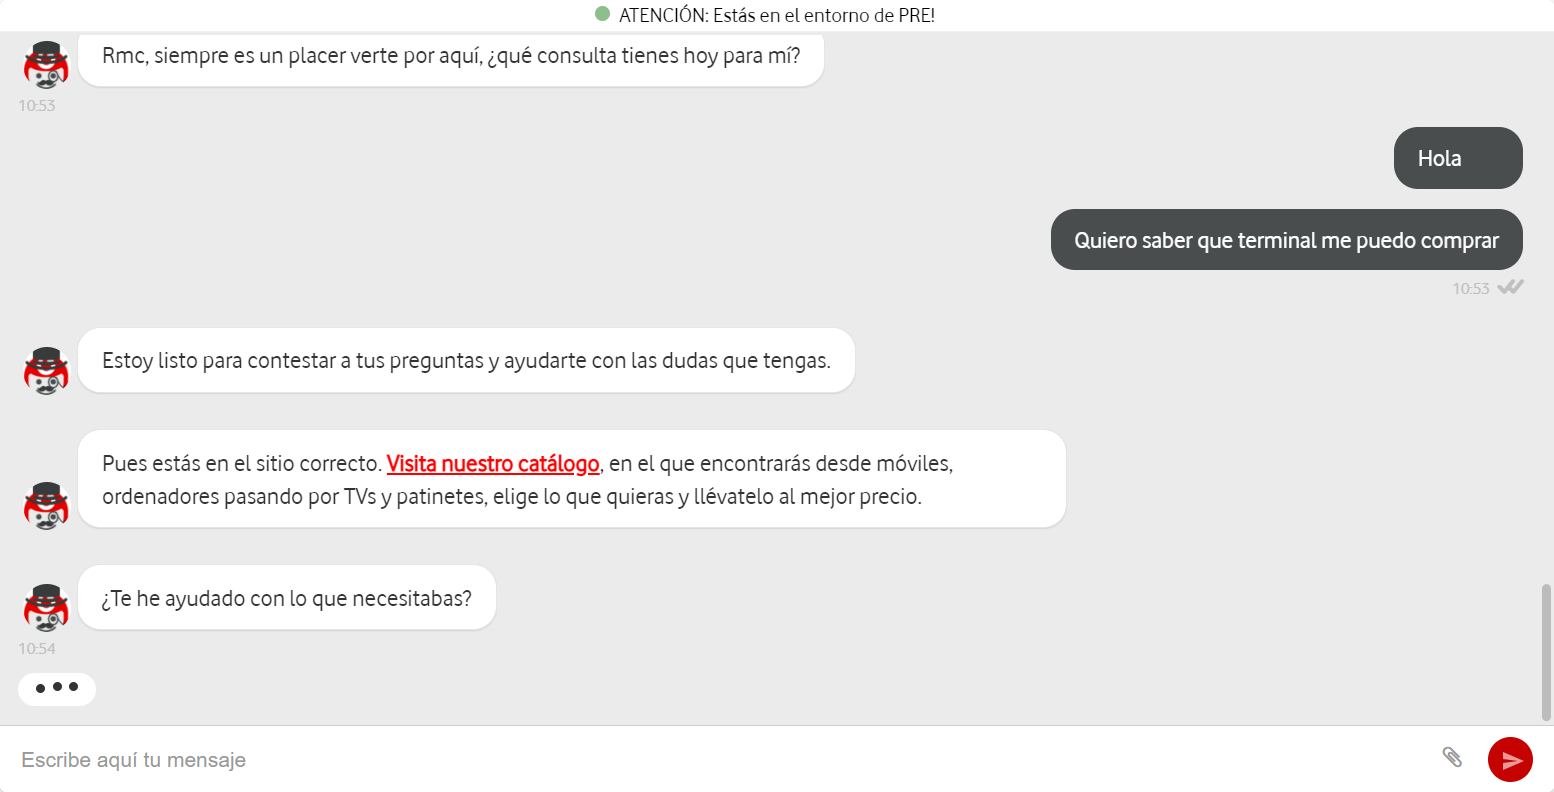 ATENCIÓN: Estás en el entorno de PRE!
Rmc, siempre es un placer verte por aquí, ¿qué consulta tienes hoy para mí?
10:53
Hola
Quiero saber que terminal me puedo comprar
10:53
Estoy listo para contestar a tus preguntas y ayudarte con las dudas que tengas.
Pues estás en el sitio correcto. Visita nuestro catálogo, en el que encontrarás desde móviles,
ordenadores pasando por TVs y patinetes, elige lo que quieras y llévatelo al mejor precio.
¿Te he ayudado con lo que necesitabas?
10:54
Escribe aquí tu mensaje